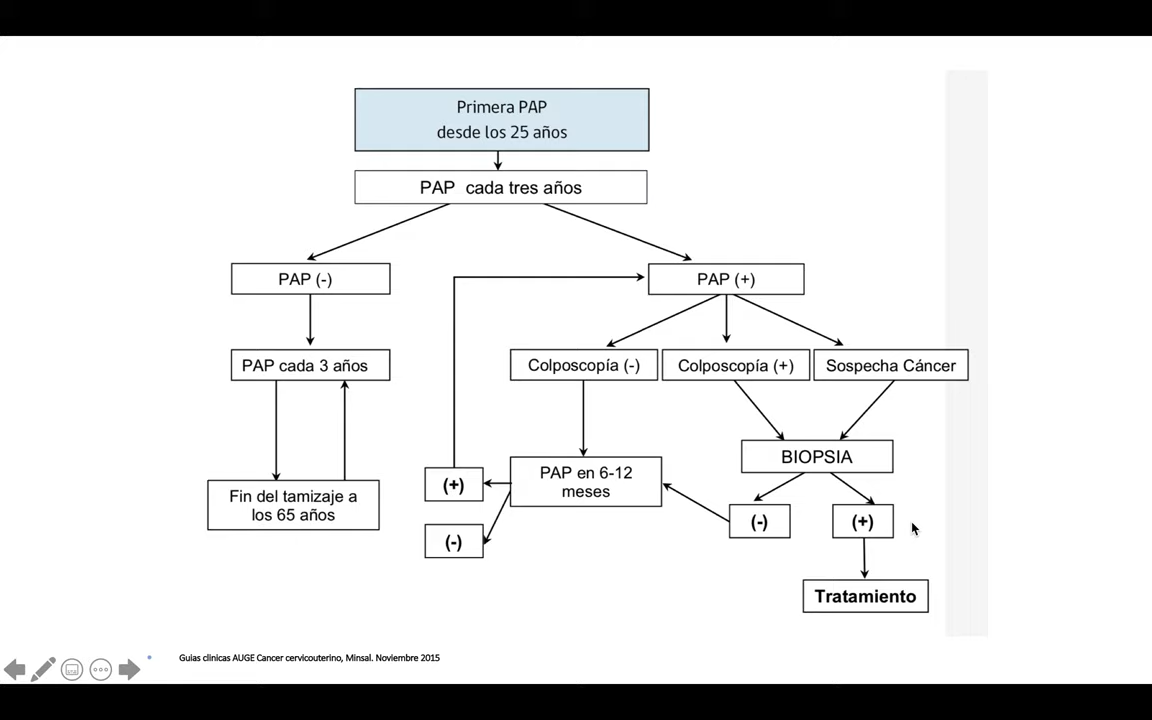 Primera PAP
desde los 25 años
PAP cada tres años
PAP (-)
PAP (+)
PAP cada 3 años
Colposcopía (-)
Colposcopía (+)
Sospecha Cáncer
BIOPSIA
Fin del tamizaje a
los 65 años
(+)
PAP en 6-12
meses
(-)
(-)
(+)
Tratamiento
Guias clinicas AUGE Cancer cervicouterino, Minsal. Noviembre 2015